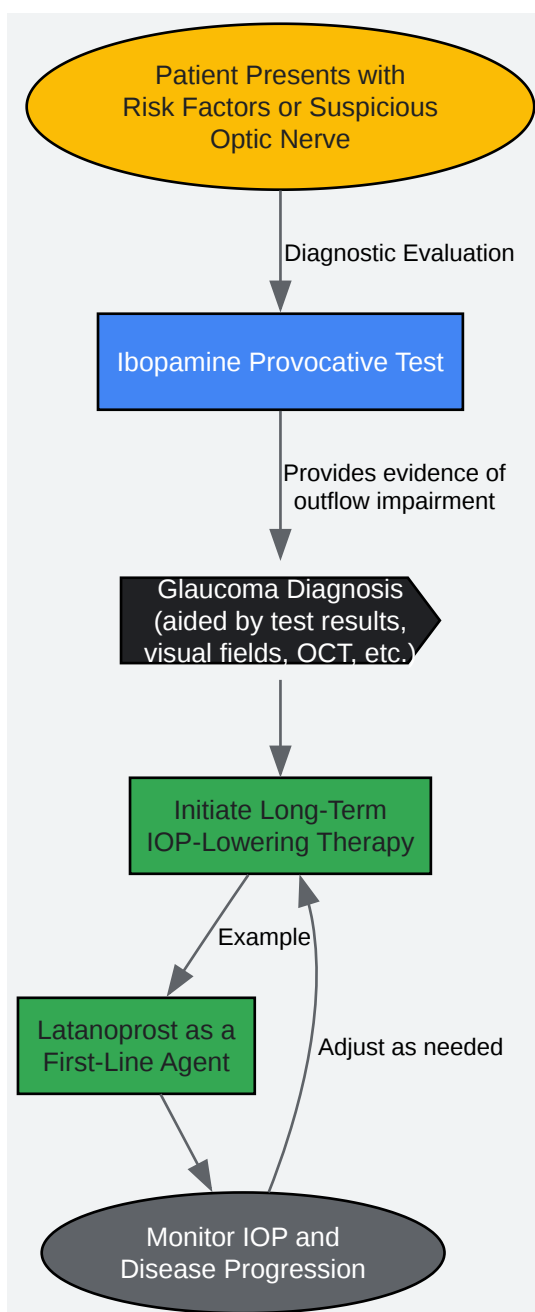 Patient Presents with
Risk Factors or Suspicious
Optic Nerve
Diagnostic Evaluation
Ibopamine Provocative Test
Provides evidence of
outflow impairment
Glaucoma Diagnosis
(aided by test results,
visual fields, OCT, etc.)
Initiate Long-Term
IOP-Lowering Therapy
Example
Latanoprost as a
First-Line Agent
Adjust as needed
Monitor IOP and
Disease Progression